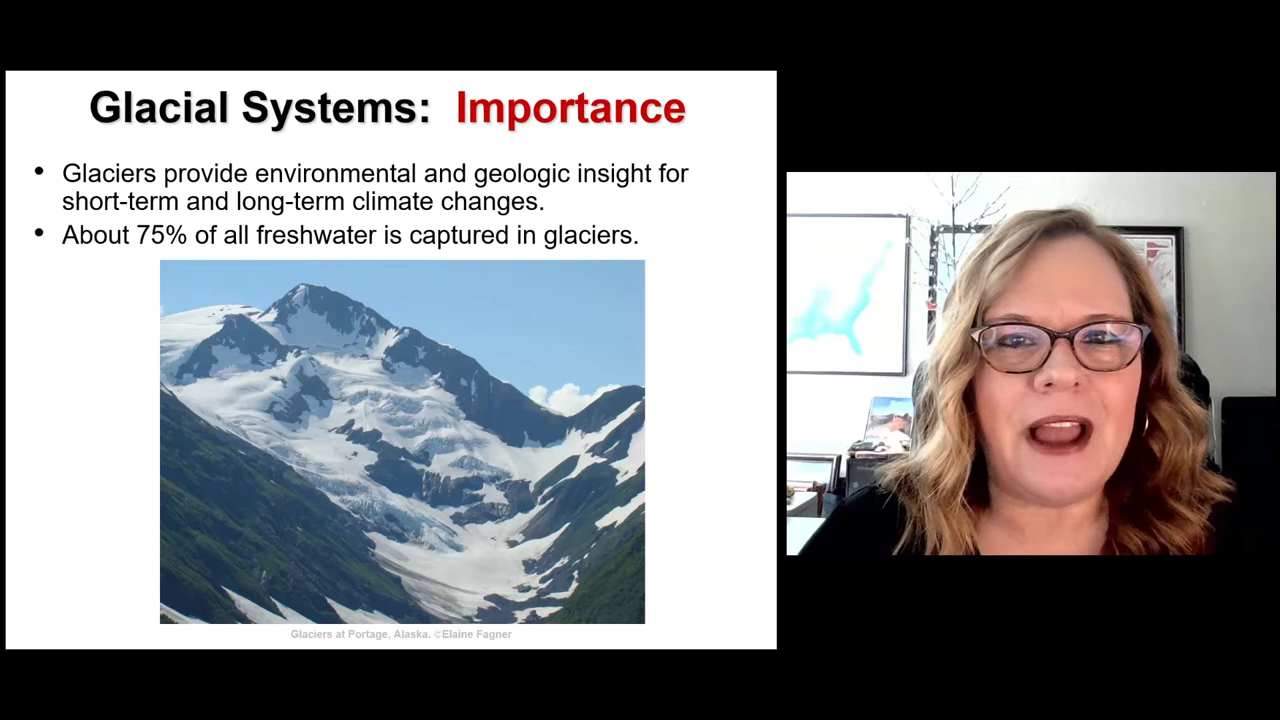 Glacial Systems: Importance
• Glaciers provide environmental and geologic insight for
short-term and long-term climate changes.
• About 75% of all freshwater is captured in glaciers.
Glaciers at Portage, Alaska. ©Elaine Fagner